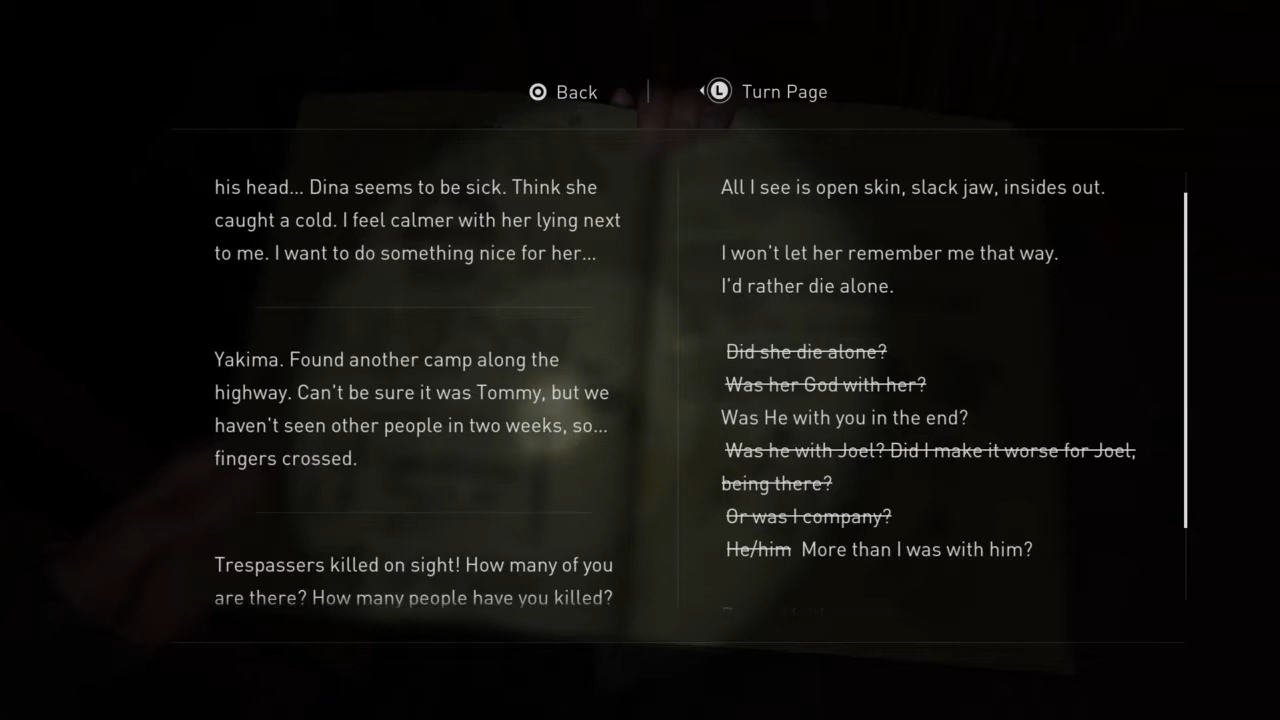 Back
L Turn Page
his head... Dina seems to be sick. Think she
caught a cold. I feel calmer with her lying next
to me. I want to do something nice for her...
Yakima. Found another camp along the
highway. Can't be sure it was Tommy, but we
haven't seen other people in two weeks, so...
fingers crossed.
Trespassers killed on sight! How many of you
are there? How many people have you killed?
All I see is open skin, slack jaw, insides out.
I won't let her remember me that way.
I'd rather die alone.
Did she die alone?
Was her God with her?
Was He with you in the end?
Was he with Joel? Did I make it worse for Joel,
being there?
Or was I company?
He/him More than I was with him?